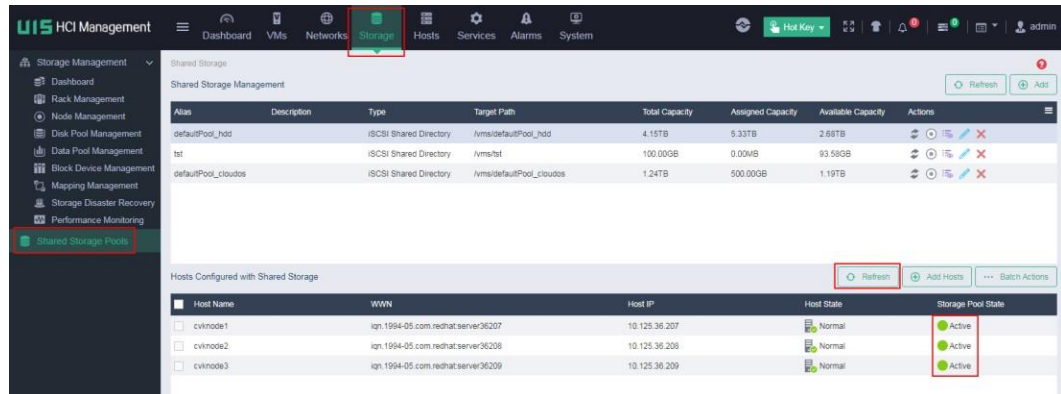 UIS HCI Management
Dashboard VMs Networks Storage Hosts Services Alarms System
Hot Key 0 0 admin
Storage Management
Dashboard
Rack Management
Node Management
Disk Pool Management
Data Pool Management
Block Device Management
Mapping Management
Storage Disaster Recovery
Performance Monitoring
Shared Storage Pools
Shared Storage
Shared Storage Management Refresh Add
Alias Description Type Target Path Total Capacity Assigned Capacity Available Capacity Actions
defaultPool_hdd iSCSI Shared Directory /vms/defaultPool_hdd 4.15TB 5.33TB 2.68TB
tst iSCSI Shared Directory /vms/tst 100.00GB 0.00MB 93.58GB
defaultPool_cloudos iSCSI Shared Directory /vms/defaultPool_cloudos 1.24TB 500.00GB 1.19TB
Hosts Configured with Shared Storage Refresh Add Hosts ... Batch Actions
Host Name WWN Host IP Host State Storage Pool State
cvknode1 iqn.1994-05.com.redhat:server36207 10.125.36.207 Normal Active
cvknode2 iqn.1994-05.com.redhat:server36208 10.125.36.208 Normal Active
cvknode3 iqn.1994-05.com.redhat:server36209 10.125.36.209 Normal Active